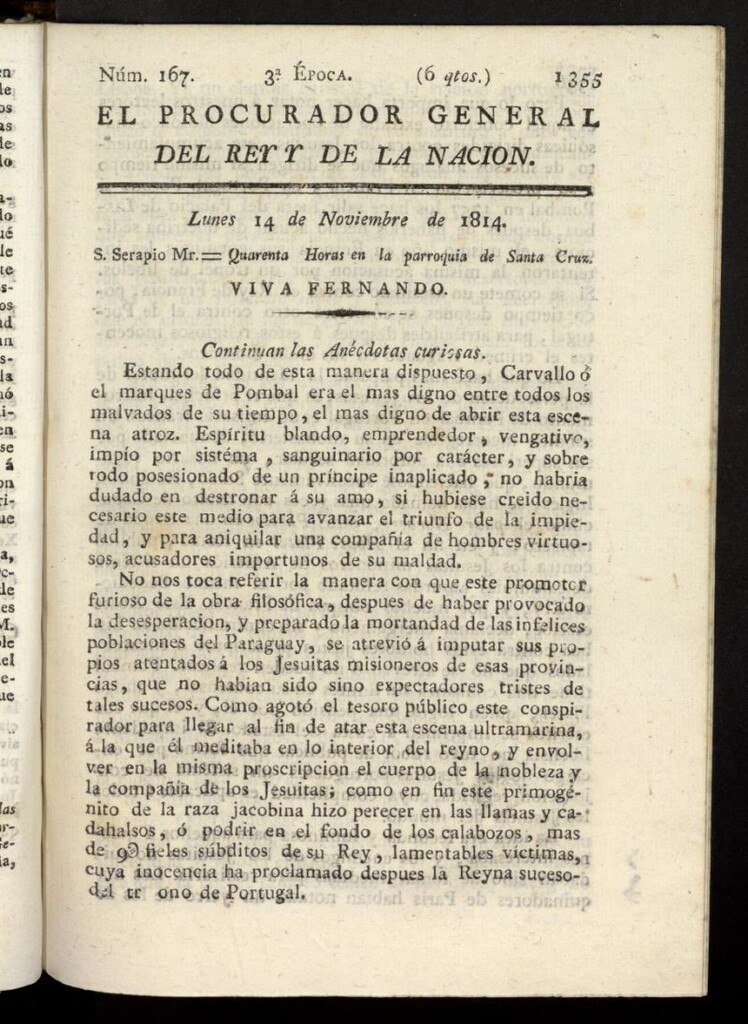 Núm. 167. 3ª Época. (6 qtos.) 1355
EL PROCURADOR GENERAL
DEL REY Y DE LA NACION.
Lunes 14 de Noviembre de 1814.
S. Serapio Mr. = Quarenta Horas en la parroquia de Santa Cruz.
VIVA FERNANDO.
Continuan las Anécdotas curiosas.
Estando todo de esta manera dispuesto, Carvallo ó
el marques de Pombal era el mas digno entre todos los
malvados de su tiempo, el mas digno de abrir esta esce-
na atroz. Espíritu blando, emprendedor, vengativo,
impío por sistéma, sanguinario por carácter, y sobre
todo posesionado de un príncipe inaplicado, no habria
dudado en destronar á su amo, si hubiese creido ne-
cesario este medio para avanzar el triunfo de la impie-
dad, y para aniquilar una compañía de hombres virtuo-
sos, acusadores importunos de su maldad.
No nos toca referir la manera con que este promotor
furioso de la obra filosófica, despues de haber provocado
la desesperacion, y preparado la mortandad de las infelices
poblaciones del Paraguay, se atrevió á imputar sus pro-
pios atentados á los Jesuitas misioneros de esas provin-
cias, que no habian sido sino expectadores tristes de
tales sucesos. Como agotó el tesoro público este conspi-
rador para llegar al fin de atar esta escena ultramarina,
á la que él meditaba en lo interior del reyno, y envol-
ver en la misma proscripcion el cuerpo de la nobleza y
la compañía de los Jesuitas; como en fin este primogé-
nito de la raza jacobina hizo perecer en las llamas y ca-
dahalsos, ó podrir en el fondo de los calabozos, mas
de 9 fieles súbditos de su Rey, lamentables víctimas,
cuya inocencia ha proclamado despues la Reyna suceso-
del tr ono de Portugal.